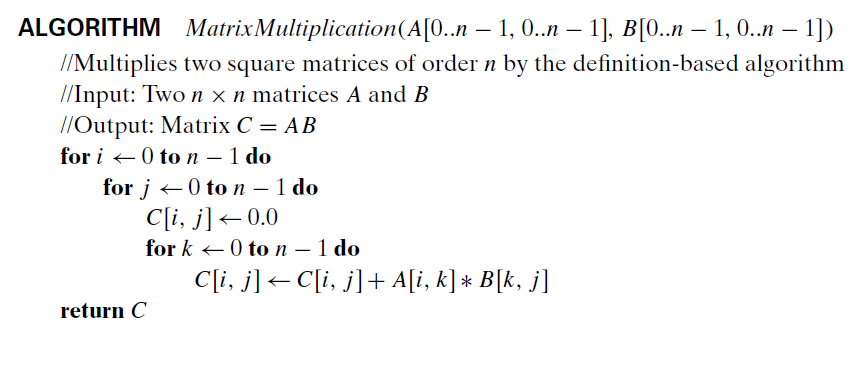 ALGORITHM MatrixMultiplication(A[0..n − 1, 0..n − 1], B[0..n − 1, 0..n − 1])
//Multiplies two square matrices of order n by the definition-based algorithm
//Input: Two n × n matrices A and B
//Output: Matrix C = AB
for i ← 0 to n − 1 do
for j ← 0 to n − 1 do
C[i, j] ← 0.0
for k ← 0 to n − 1 do
C[i, j] ← C[i, j] + A[i, k] ∗ B[k, j]
return C